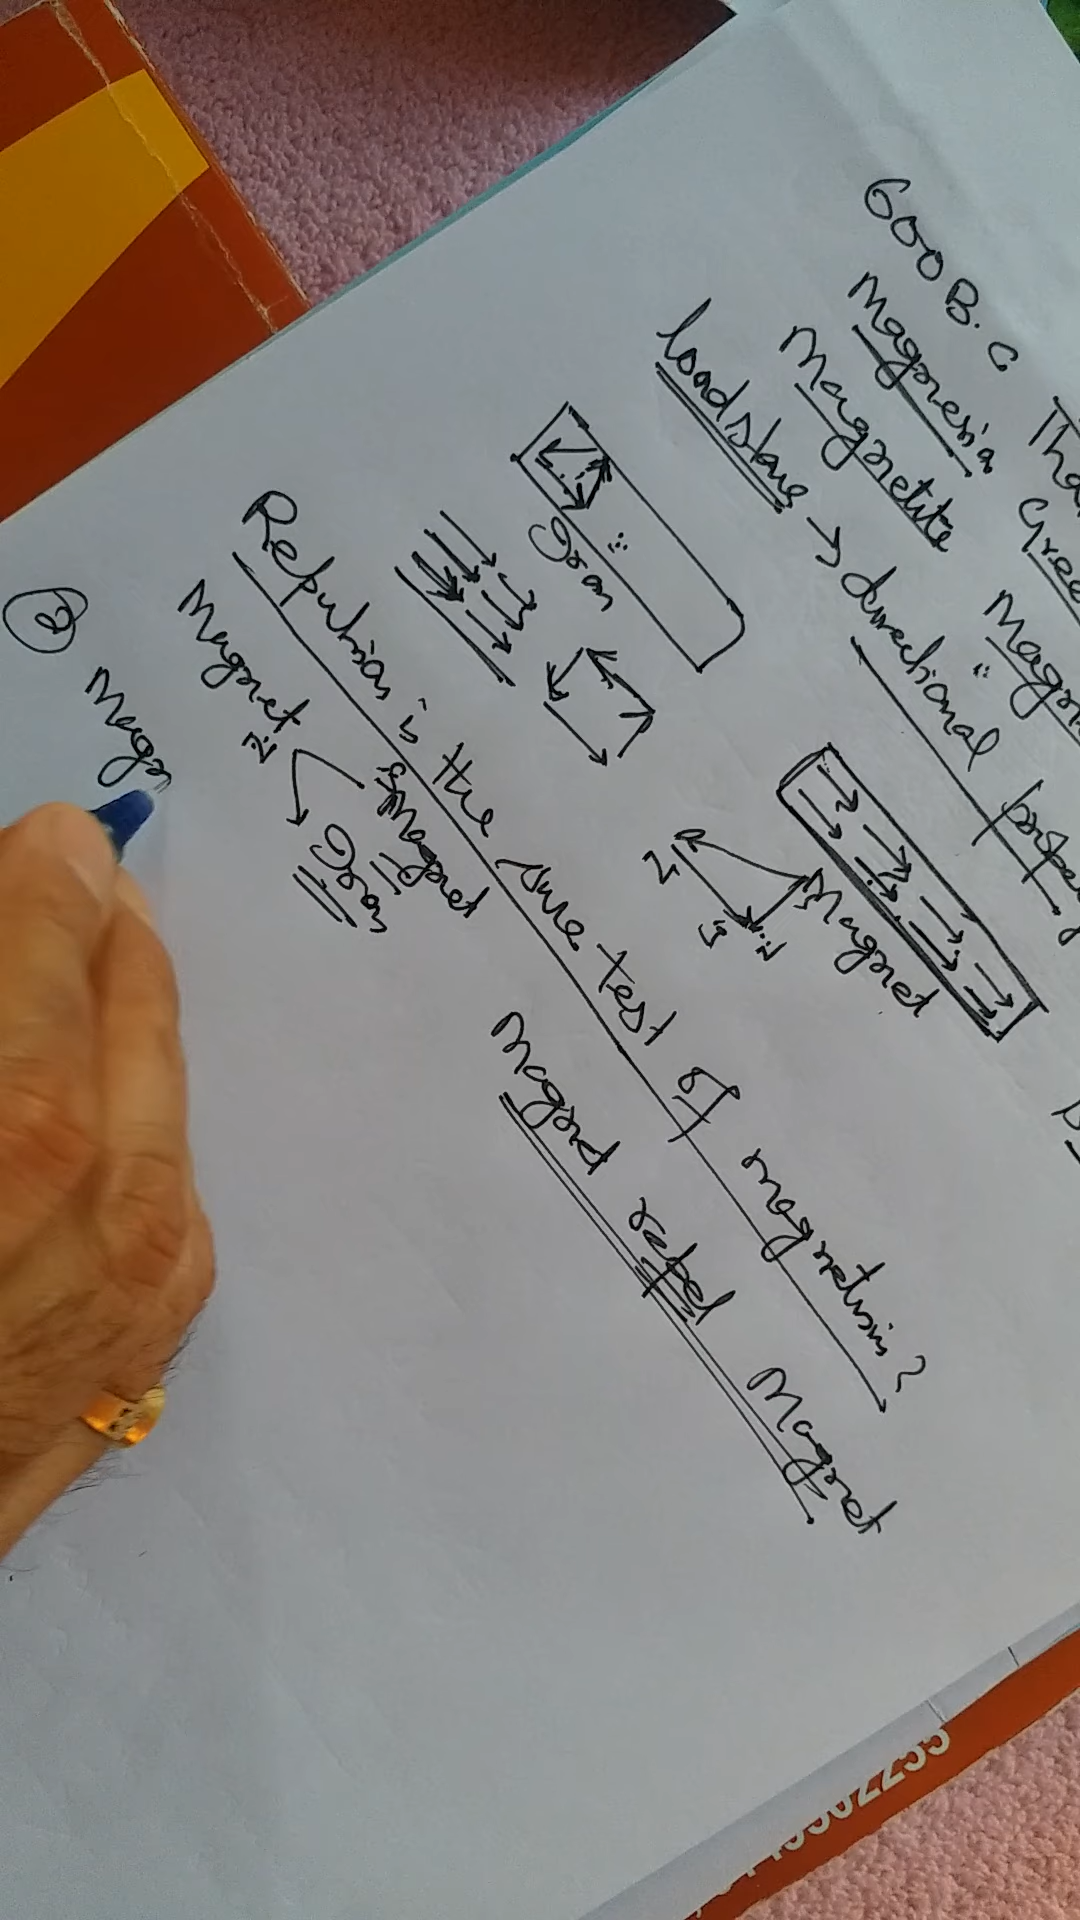 600 B.C
Magnesia Gree
Magnetite
loadstone → directional property
Iron
Magnet
N S N
Repulsion is the sure test of magnetism?
Magnet Magnet
N
Iron
Magnet repel Magnet
② Magn